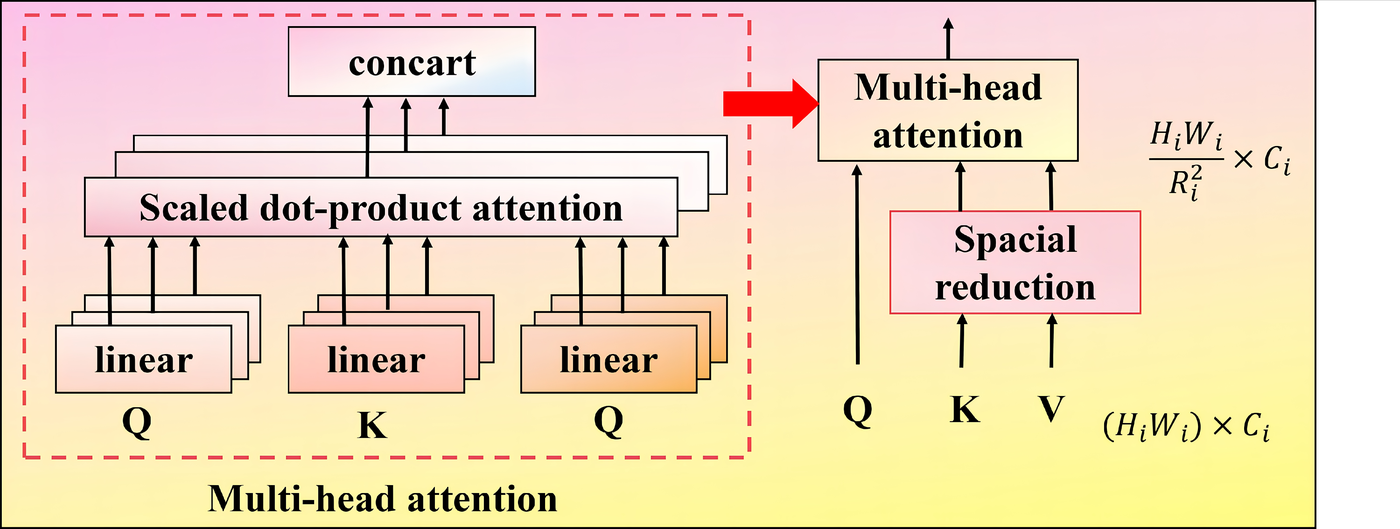 concart
Scaled dot-product attention
linear linear linear
Q K Q
Multi-head attention
Multi-head
attention
Spacial
reduction
Q K V
H_iW_i / R_i^2 × C_i
(H_iW_i) × C_i